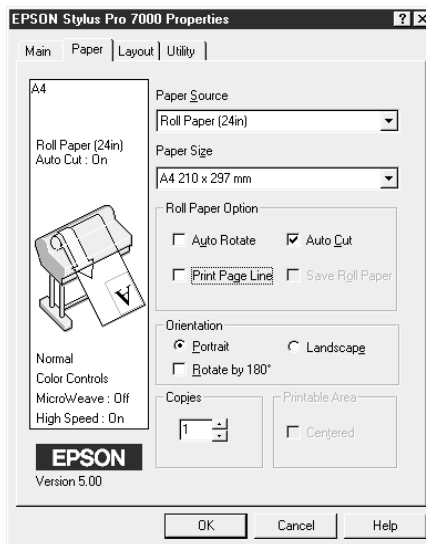 EPSON Stylus Pro 7000 Properties
Main Paper Layout Utility
A4
Roll Paper (24in)
Auto Cut : On
A
Normal
Color Controls
MicroWeave : Off
High Speed : On
EPSON
Version 5.00
Paper Source
Roll Paper (24in)
Paper Size
A4 210 x 297 mm
Roll Paper Option
Auto Rotate
Auto Cut
Print Page Line
Save Roll Paper
Orientation
Portrait
Landscape
Rotate by 180°
Copies
1
Printable Area
Centered
OK Cancel Help